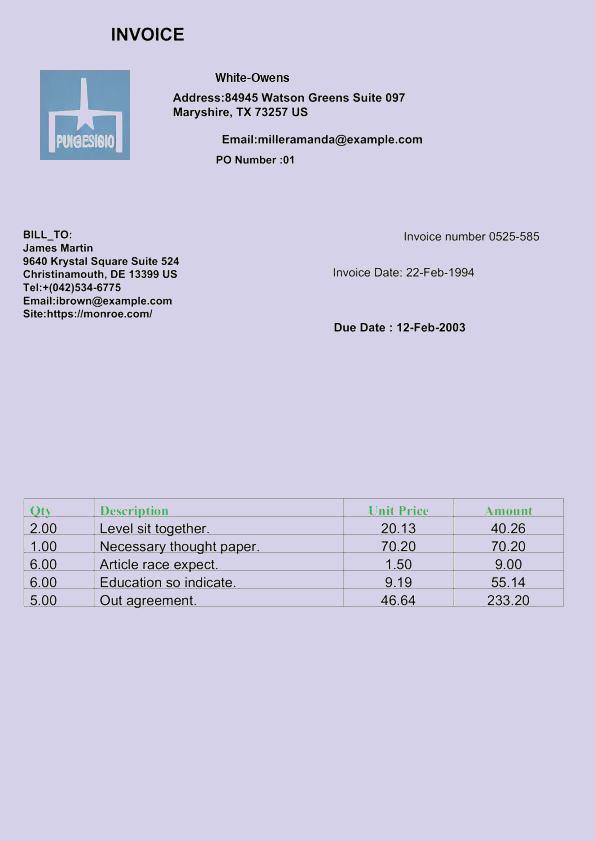 INVOICE
White-Owens
Address:84945 Watson Greens Suite 097
Maryshire, TX 73257 US
Email:milleramanda@example.com
PO Number :01
BILL_TO:
James Martin
9640 Krystal Square Suite 524
Christinamouth, DE 13399 US
Tel:+(042)534-6775
Email:ibrown@example.com
Site:https://monroe.com/
Invoice number 0525-585
Invoice Date: 22-Feb-1994
Due Date : 12-Feb-2003
Qty Description Unit Price Amount
2.00 Level sit together. 20.13 40.26
1.00 Necessary thought paper. 70.20 70.20
6.00 Article race expect. 1.50 9.00
6.00 Education so indicate. 9.19 55.14
5.00 Out agreement. 46.64 233.20